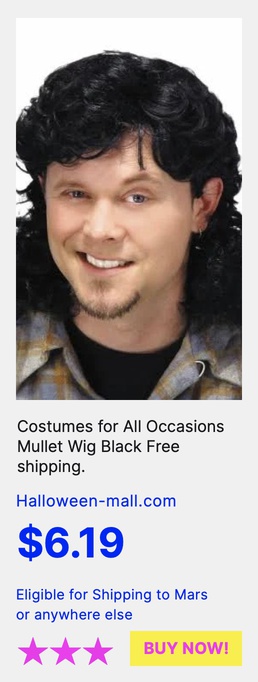 Costumes for All Occasions
Mullet Wig Black Free
shipping.
Halloween-mall.com
$6.19
Eligible for Shipping to Mars
or anywhere else
BUY NOW!